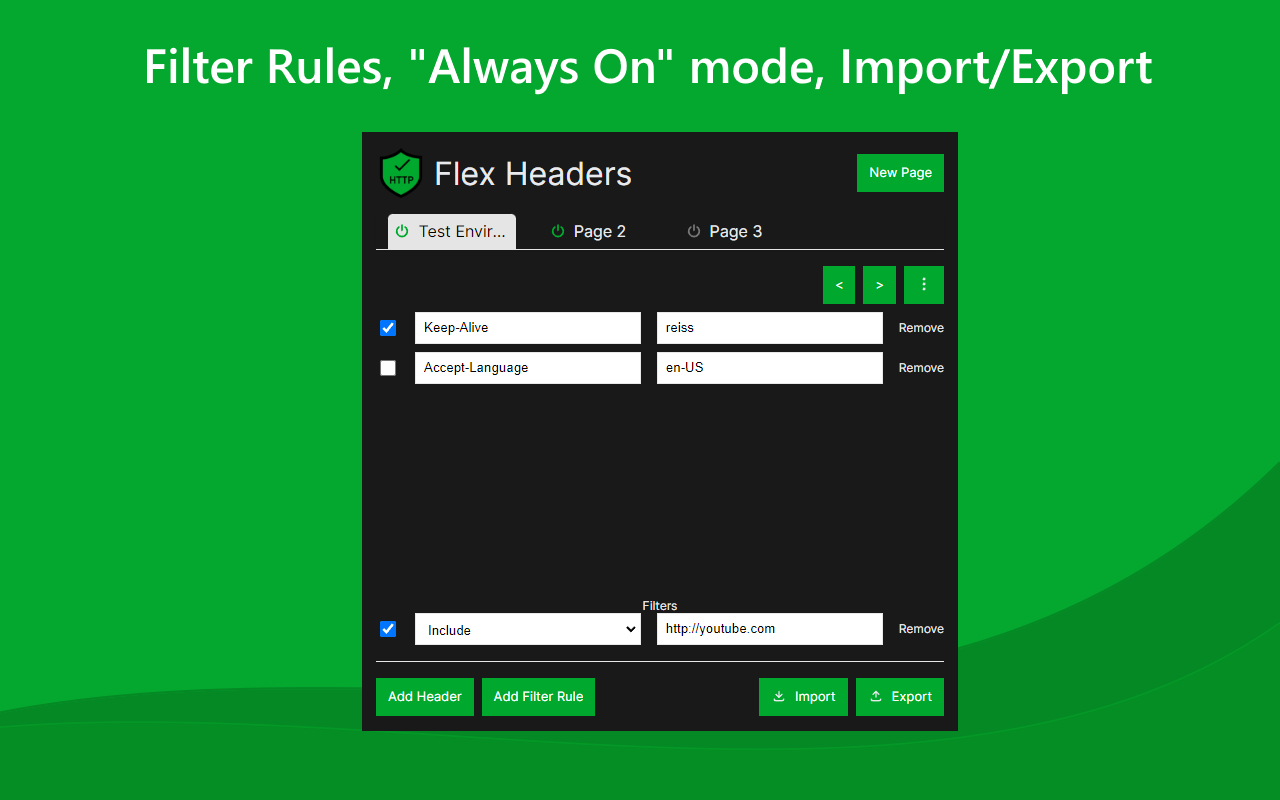 Filter Rules, "Always On" mode, Import/Export
HTTP
Flex Headers
New Page
Test Envir...
Page 2
Page 3
<
>
⋮
Keep-Alive
reiss
Remove
Accept-Language
en-US
Remove
Filters
Include
http://youtube.com
Remove
Add Header
Add Filter Rule
Import
Export